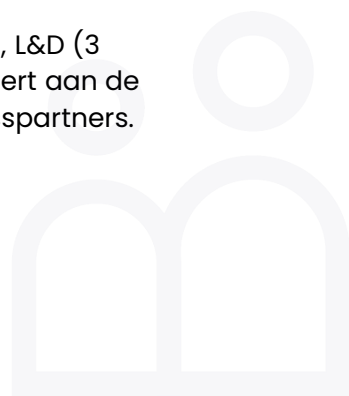 , L&D (3
ert aan de
spartners.